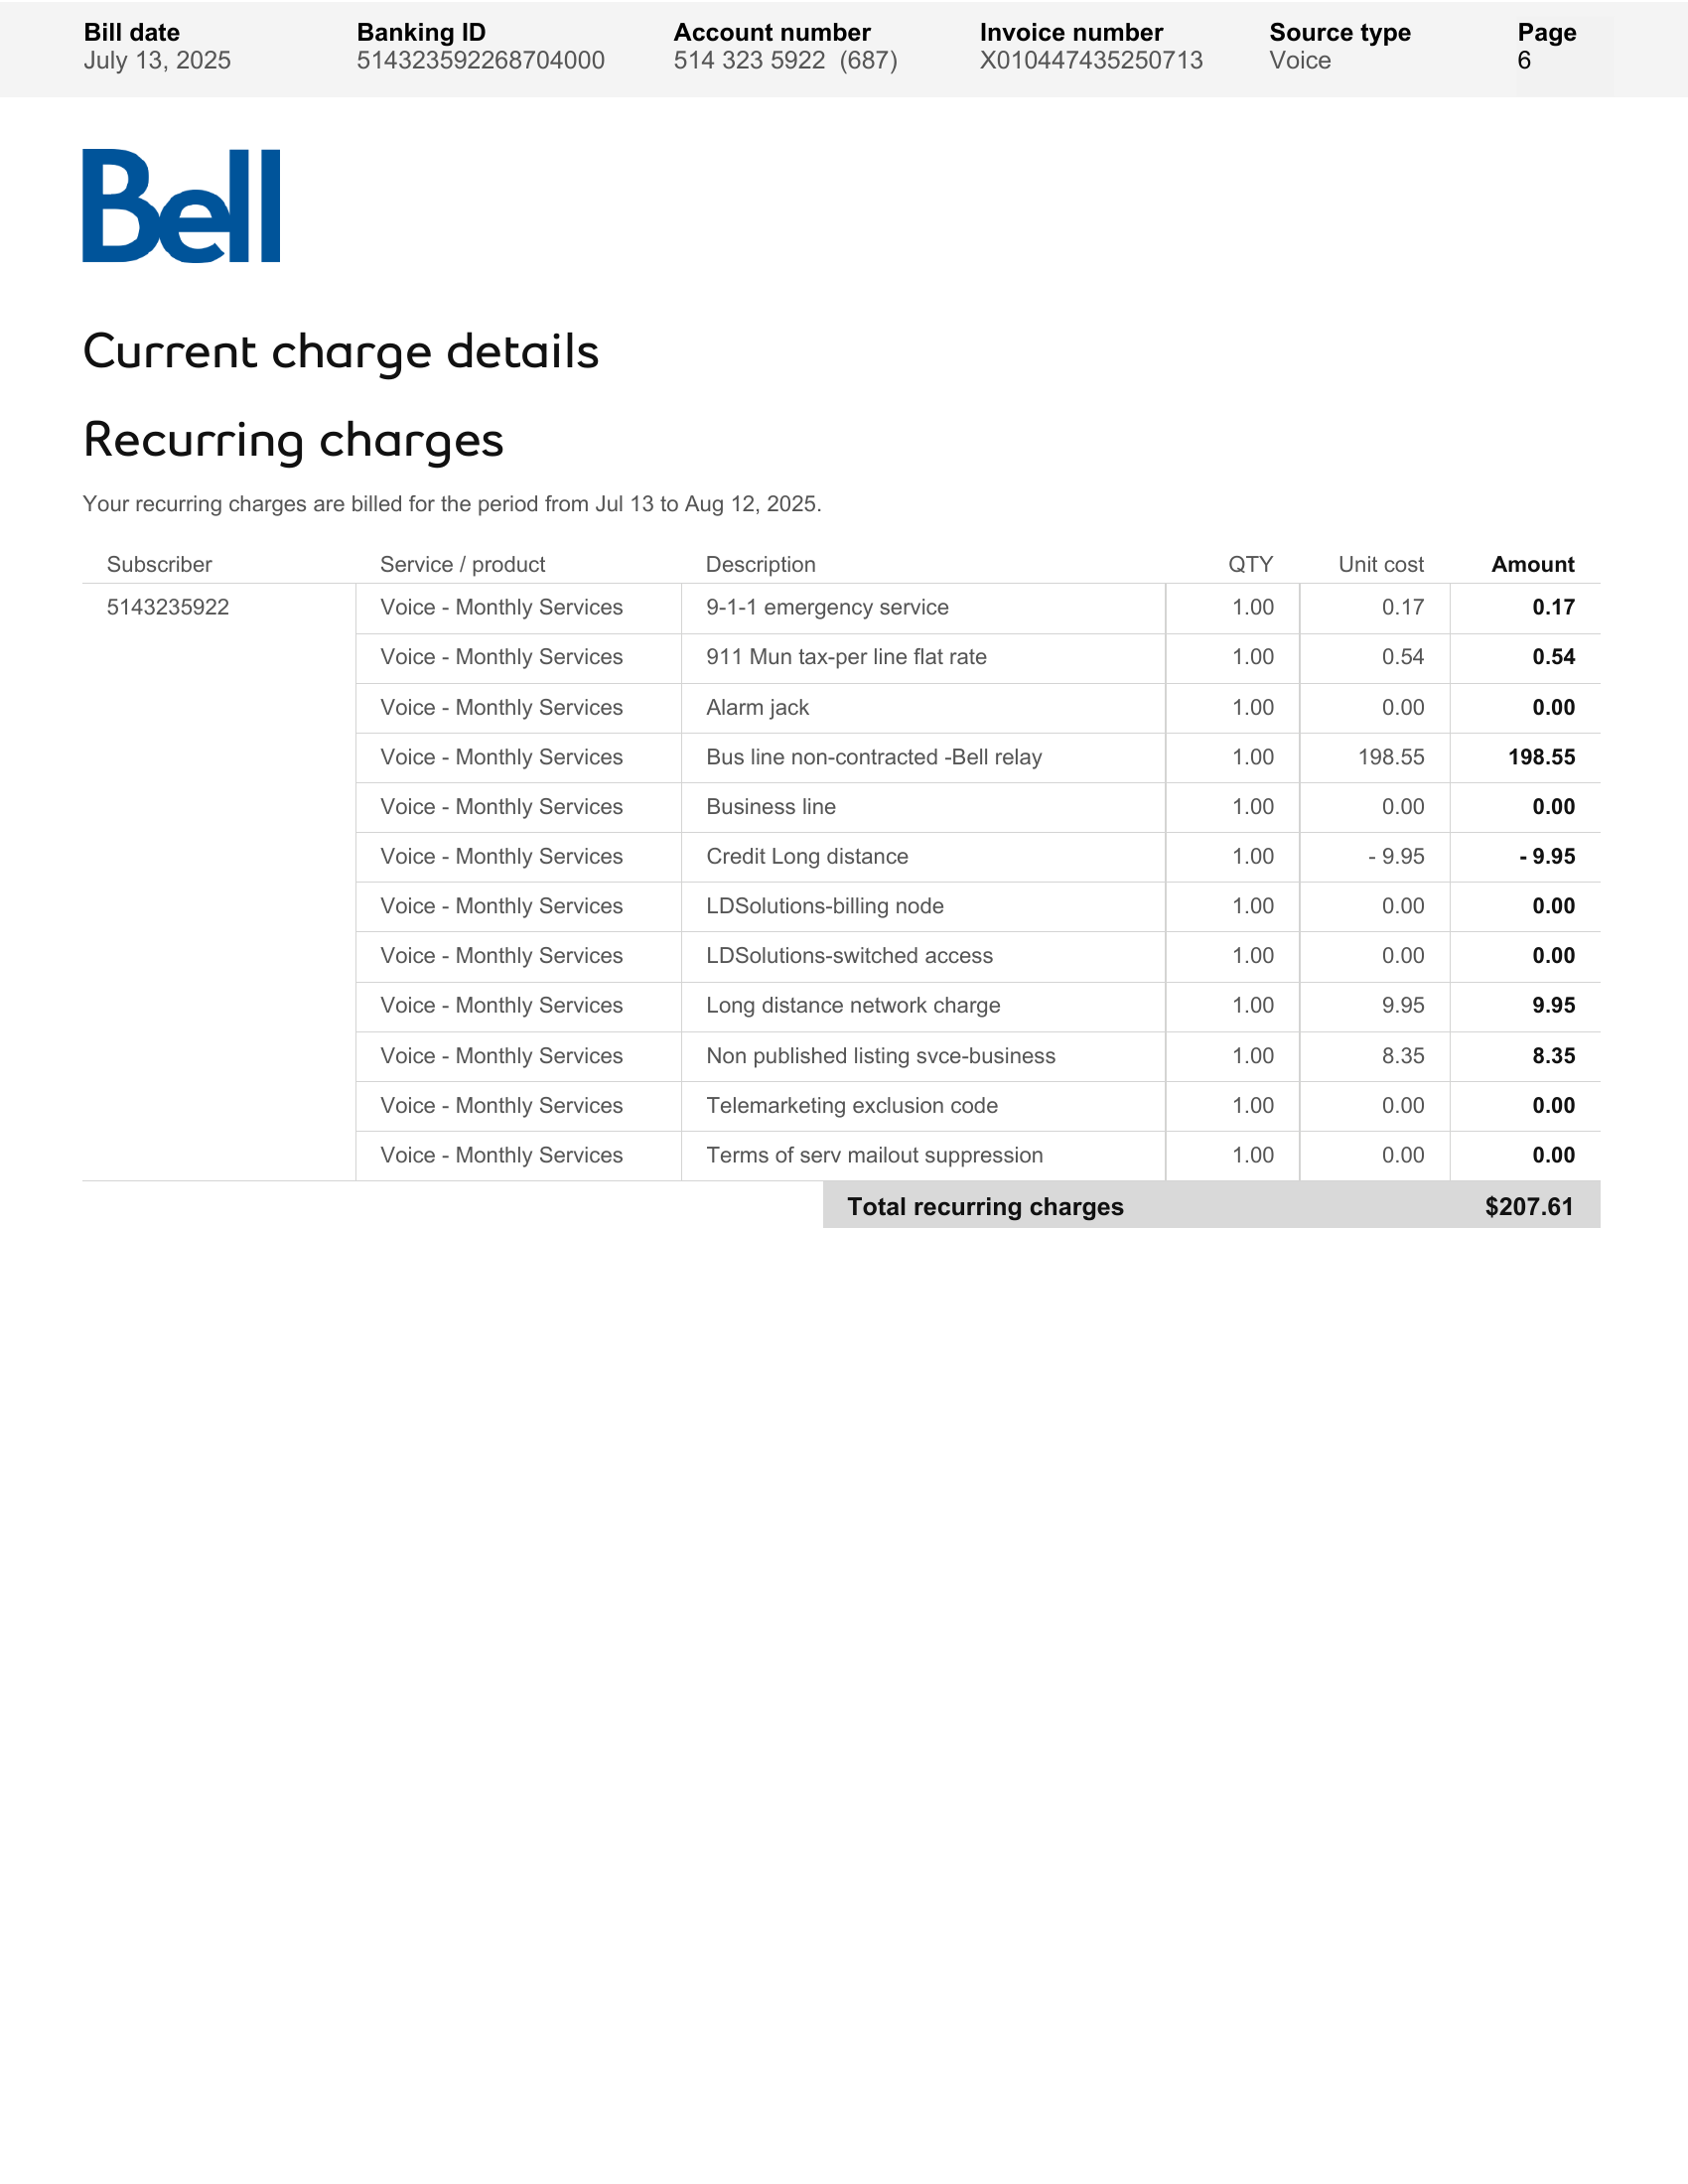 Bill date Banking ID Account number Invoice number Source type Page
July 13, 2025 514323592268704000 514 323 5922 (687) X010447435250713 Voice 6
Bell
Current charge details
Recurring charges
Your recurring charges are billed for the period from Jul 13 to Aug 12, 2025.
Subscriber Service / product Description QTY Unit cost Amount
5143235922 Voice - Monthly Services 9-1-1 emergency service 1.00 0.17 0.17
Voice - Monthly Services 911 Mun tax-per line flat rate 1.00 0.54 0.54
Voice - Monthly Services Alarm jack 1.00 0.00 0.00
Voice - Monthly Services Bus line non-contracted -Bell relay 1.00 198.55 198.55
Voice - Monthly Services Business line 1.00 0.00 0.00
Voice - Monthly Services Credit Long distance 1.00 - 9.95 - 9.95
Voice - Monthly Services LDSolutions-billing node 1.00 0.00 0.00
Voice - Monthly Services LDSolutions-switched access 1.00 0.00 0.00
Voice - Monthly Services Long distance network charge 1.00 9.95 9.95
Voice - Monthly Services Non published listing svce-business 1.00 8.35 8.35
Voice - Monthly Services Telemarketing exclusion code 1.00 0.00 0.00
Voice - Monthly Services Terms of serv mailout suppression 1.00 0.00 0.00
Total recurring charges $207.61